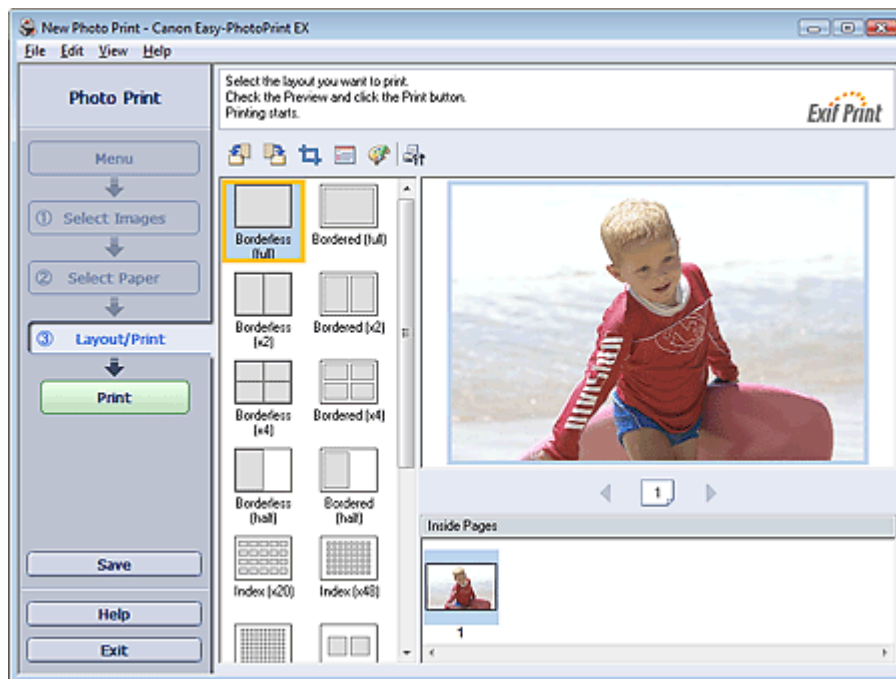 New Photo Print - Canon Easy-PhotoPrint EX
File Edit View Help
Photo Print
Select the layout you want to print.
Check the Preview and click the Print button.
Printing starts.
Exif Print
Menu
① Select Images
② Select Paper
③ Layout/Print
Print
Save
Help
Exit
Borderless
(full)
Bordered (full)
Borderless
(x2)
Bordered (x2)
Borderless
(x4)
Bordered (x4)
Borderless
(half)
Bordered
(half)
Index (x20)
Index (x48)
1
Inside Pages
1